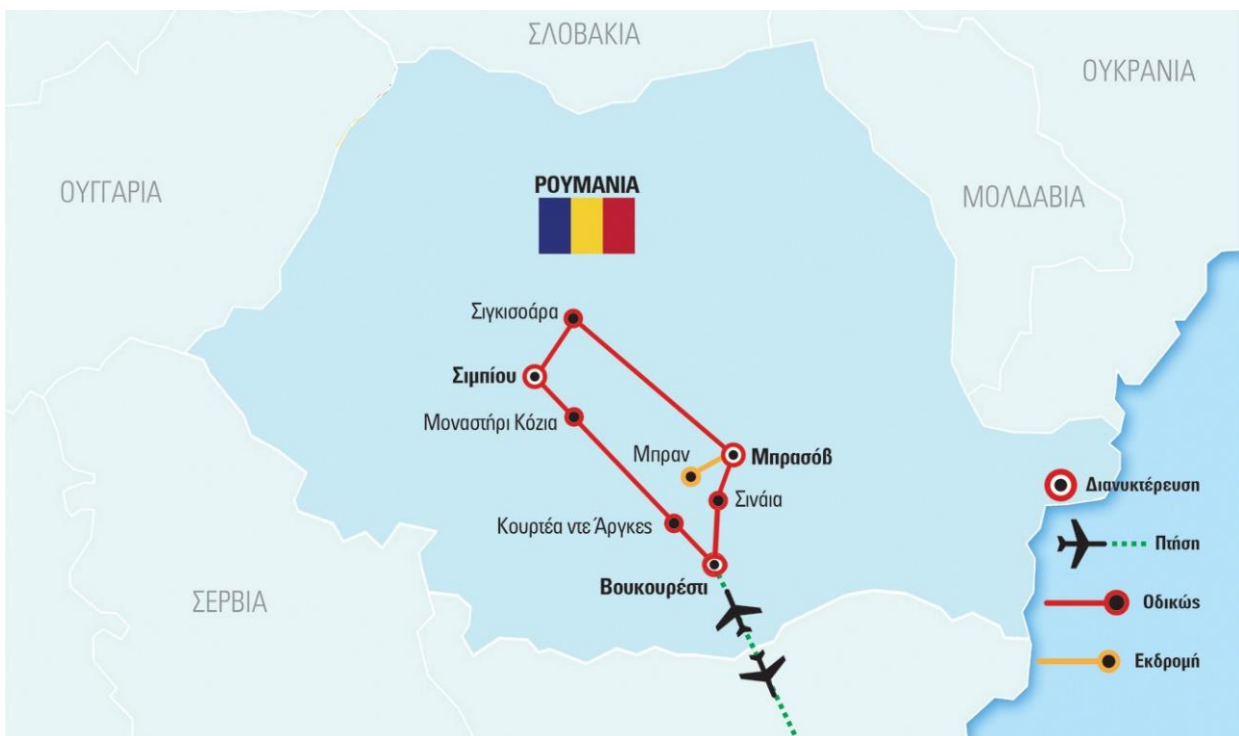 ΣΛΟΒΑΚΙΑ
ΟΥΚΡΑΝΙΑ
ΟΥΓΓΑΡΙΑ
ΡΟΥΜΑΝΙΑ
ΜΟΛΔΑΒΙΑ
Σιγκισοάρα
Σιμπίου
Μοναστήρι Κόζια
Μπραν
Μπρασόβ
Σινάια
Κουρτέα ντε Άργκες
Βουκουρέστι
ΣΕΡΒΙΑ
Διανυκτέρευση
Πτήση
Οδικώς
Εκδρομή